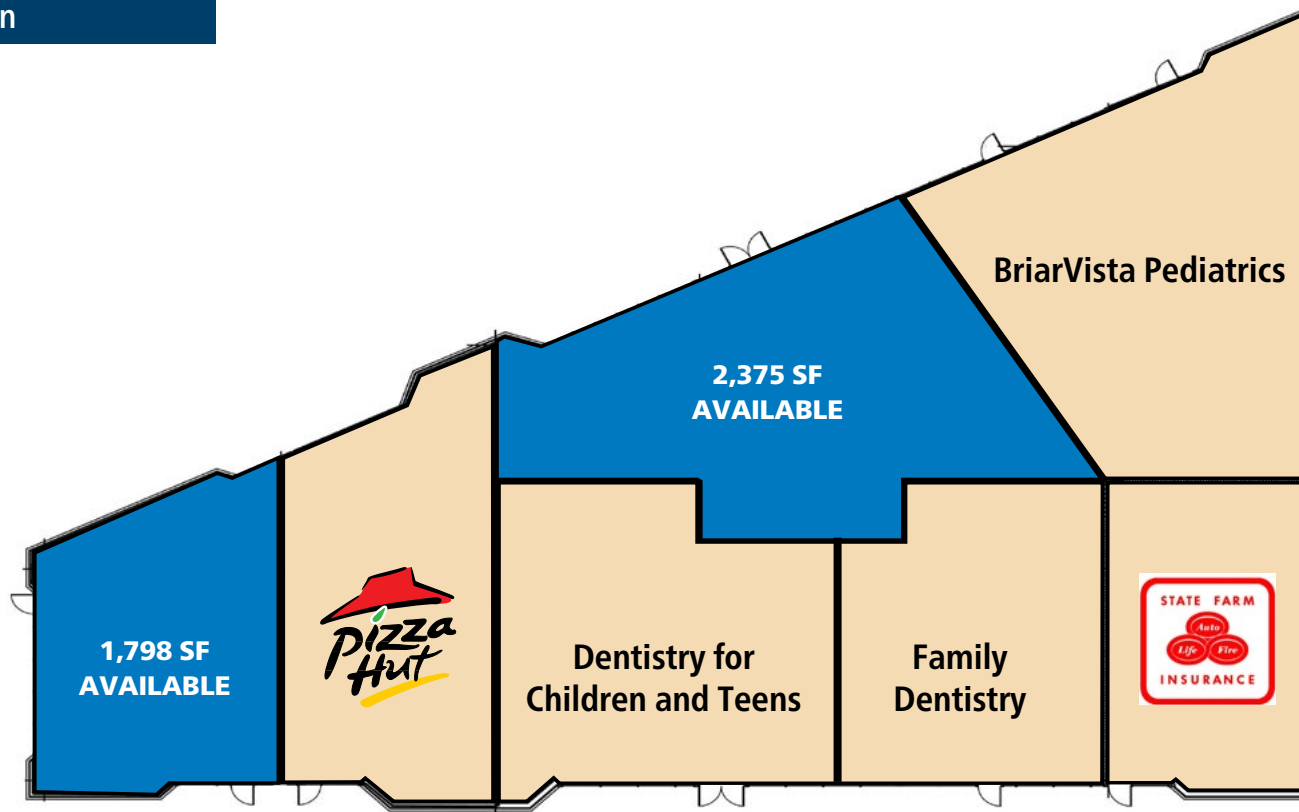 n
BriarVista Pediatrics
2,375 SF
AVAILABLE
1,798 SF
AVAILABLE
Pizza
Hut
Dentistry for
Children and Teens
Family
Dentistry
STATE FARM
Auto
Life Fire
INSURANCE